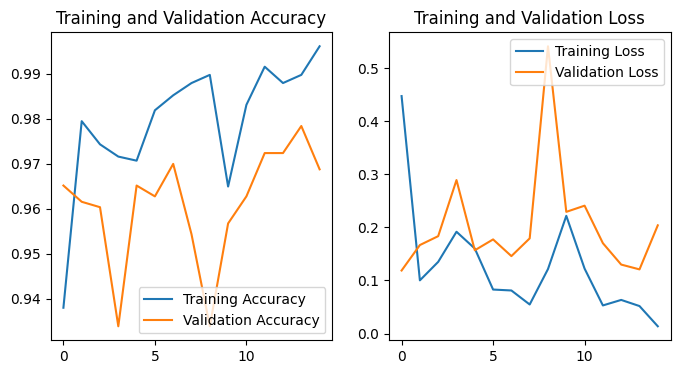 Training and Validation Accuracy
0.99
0.98
0.97
0.96
0.95
0.94
0 5 10
Training Accuracy
Validation Accuracy
Training and Validation Loss
0.5
0.4
0.3
0.2
0.1
0.0
0 5 10
Training Loss
Validation Loss